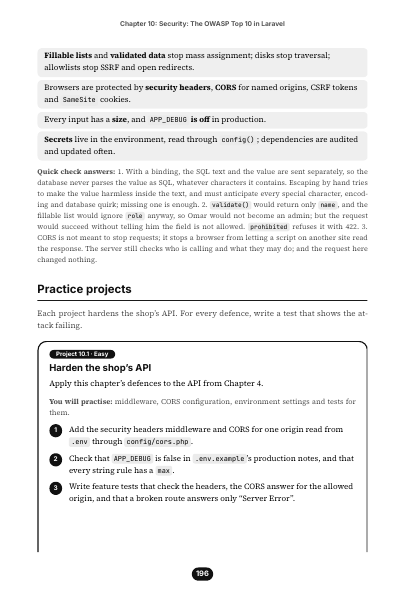 Chapter 10: Security: The OWASP Top 10 in Laravel
Fillable lists and validated data stop mass assignment; disks stop traversal;
allowlists stop SSRF and open redirects.
Browsers are protected by security headers, CORS for named origins, CSRF tokens
and SameSite cookies.
Every input has a size, and APP_DEBUG is off in production.
Secrets live in the environment, read through config() ; dependencies are audited
and updated often.
Quick check answers: 1. With a binding, the SQL text and the value are sent separately, so the
database never parses the value as SQL, whatever characters it contains. Escaping by hand tries
to make the value harmless inside the text, and must anticipate every special character, encod-
ing and database quirk; missing one is enough. 2. validate() would return only name, and the
fillable list would ignore role anyway, so Omar would not become an admin; but the request
would succeed without telling him the field is not allowed. prohibited refuses it with 422. 3.
CORS is not meant to stop requests; it stops a browser from letting a script on another site read
the response. The server still checks who is calling and what they may do; and the request here
changed nothing.
Practice projects
Each project hardens the shop's API. For every defence, write a test that shows the at-
tack failing.
Project 10.1 · Easy
Harden the shop's API
Apply this chapter's defences to the API from Chapter 4.
You will practise: middleware, CORS configuration, environment settings and tests for
them.
1 Add the security headers middleware and CORS for one origin read from
.env through config/cors.php.
2 Check that APP_DEBUG is false in .env.example's production notes, and that
every string rule has a max.
3 Write feature tests that check the headers, the CORS answer for the allowed
origin, and that a broken route answers only “Server Error”.
196